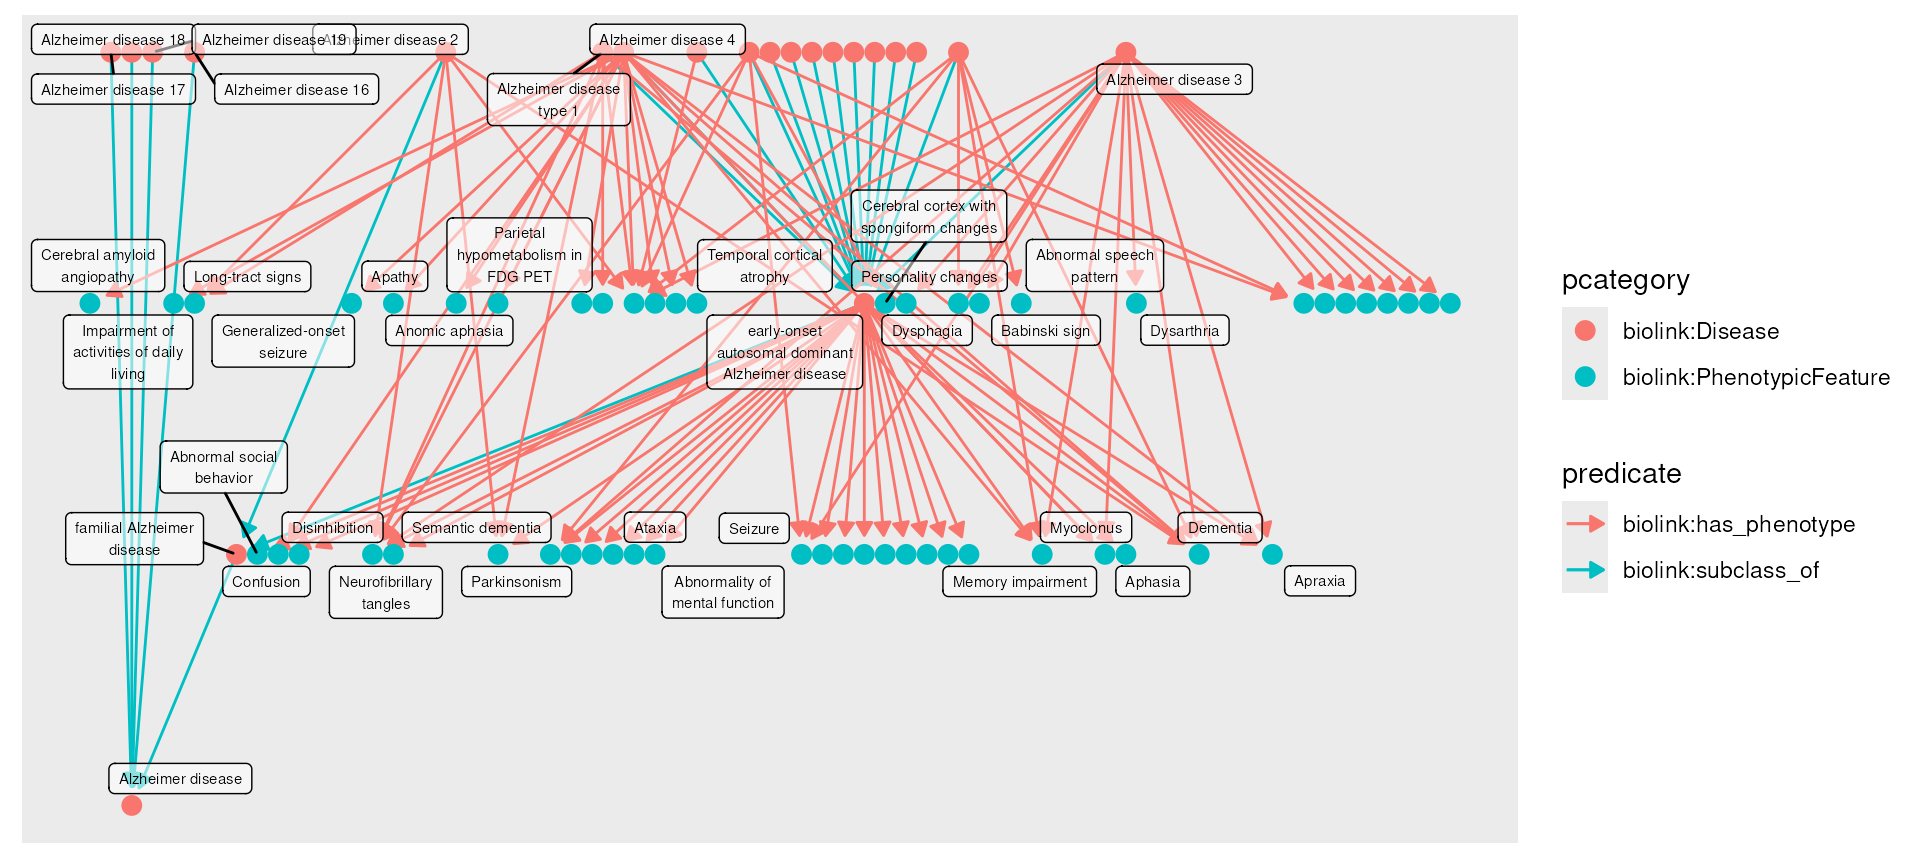 Alzheimer disease 18
Alzheimer disease 19
Alzheimer disease 2
Alzheimer disease 4
Alzheimer disease 17
Alzheimer disease 16
Alzheimer disease
type 1
Alzheimer disease 3
Cerebral cortex with
spongiform changes
Parietal
hypometabolism in
FDG PET
Cerebral amyloid
angiopathy
Long-tract signs
Apathy
Temporal cortical
atrophy
Personality changes
Abnormal speech
pattern
Impairment of
activities of daily
living
Generalized-onset
seizure
Anomic aphasia
early-onset
autosomal dominant
Alzheimer disease
Dysphagia
Babinski sign
Dysarthria
Abnormal social
behavior
familial Alzheimer
disease
Disinhibition
Semantic dementia
Ataxia
Seizure
Myoclonus
Dementia
Confusion
Neurofibrillary
tangles
Parkinsonism
Abnormality of
mental function
Memory impairment
Aphasia
Apraxia
Alzheimer disease
pcategory
biolink:Disease
biolink:PhenotypicFeature
predicate
biolink:has_phenotype
biolink:subclass_of